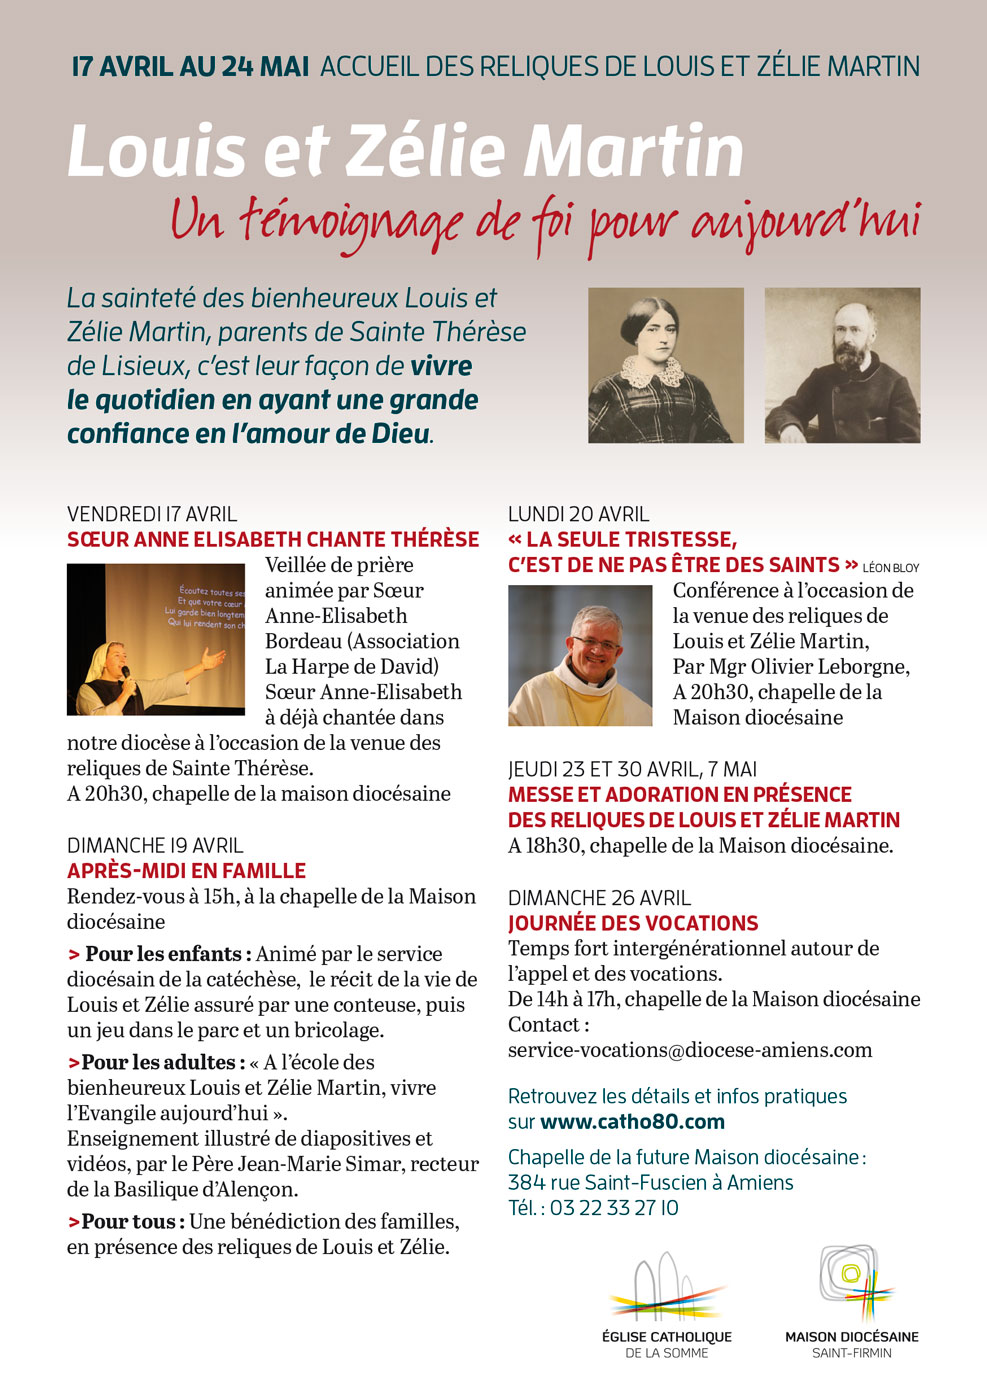 17 AVRIL AU 24 MAI ACCUEIL DES RELIQUES DE LOUIS ET ZÉLIE MARTIN
Louis et Zélie Martin
Un témoignage de foi pour aujourd'hui
La sainteté des bienheureux Louis et
Zélie Martin, parents de Sainte Thérèse
de Lisieux, c'est leur façon de vivre
le quotidien en ayant une grande
confiance en l'amour de Dieu.
VENDREDI 17 AVRIL
SŒUR ANNE ELISABETH CHANTE THÉRÈSE
Écoutez toutes ses
Et que votre cœur
Lui garde bien longtem
Qui lui rendent son ch
Veillée de prière
animée par Sœur
Anne-Elisabeth
Bordeau (Association
La Harpe de David)
Sœur Anne-Elisabeth
à déjà chantée dans
notre diocèse à l'occasion de la venue des
reliques de Sainte Thérèse.
A 20h30, chapelle de la maison diocésaine
DIMANCHE 19 AVRIL
APRÈS-MIDI EN FAMILLE
Rendez-vous à 15h, à la chapelle de la Maison
diocésaine
> Pour les enfants : Animé par le service
diocésain de la catéchèse, le récit de la vie de
Louis et Zélie assuré par une conteuse, puis
un jeu dans le parc et un bricolage.
>Pour les adultes : « A l'école des
bienheureux Louis et Zélie Martin, vivre
l'Evangile aujourd'hui ».
Enseignement illustré de diapositives et
vidéos, par le Père Jean-Marie Simar, recteur
de la Basilique d'Alençon.
>Pour tous : Une bénédiction des familles,
en présence des reliques de Louis et Zélie.
LUNDI 20 AVRIL
« LA SEULE TRISTESSE,
C'EST DE NE PAS ÊTRE DES SAINTS » LÉON BLOY
Conférence à l'occasion de
la venue des reliques de
Louis et Zélie Martin,
Par Mgr Olivier Leborgne,
A 20h30, chapelle de la
Maison diocésaine
JEUDI 23 ET 30 AVRIL, 7 MAI
MESSE ET ADORATION EN PRÉSENCE
DES RELIQUES DE LOUIS ET ZÉLIE MARTIN
A 18h30, chapelle de la Maison diocésaine.
DIMANCHE 26 AVRIL
JOURNÉE DES VOCATIONS
Temps fort intergénérationnel autour de
l'appel et des vocations.
De 14h à 17h, chapelle de la Maison diocésaine
Contact :
service-vocations@diocese-amiens.com
Retrouvez les détails et infos pratiques
sur www.catho80.com
Chapelle de la future Maison diocésaine :
384 rue Saint-Fuscien à Amiens
Tél. : 03 22 33 27 10
ÉGLISE CATHOLIQUE
DE LA SOMME
MAISON DIOCÉSAINE
SAINT-FIRMIN